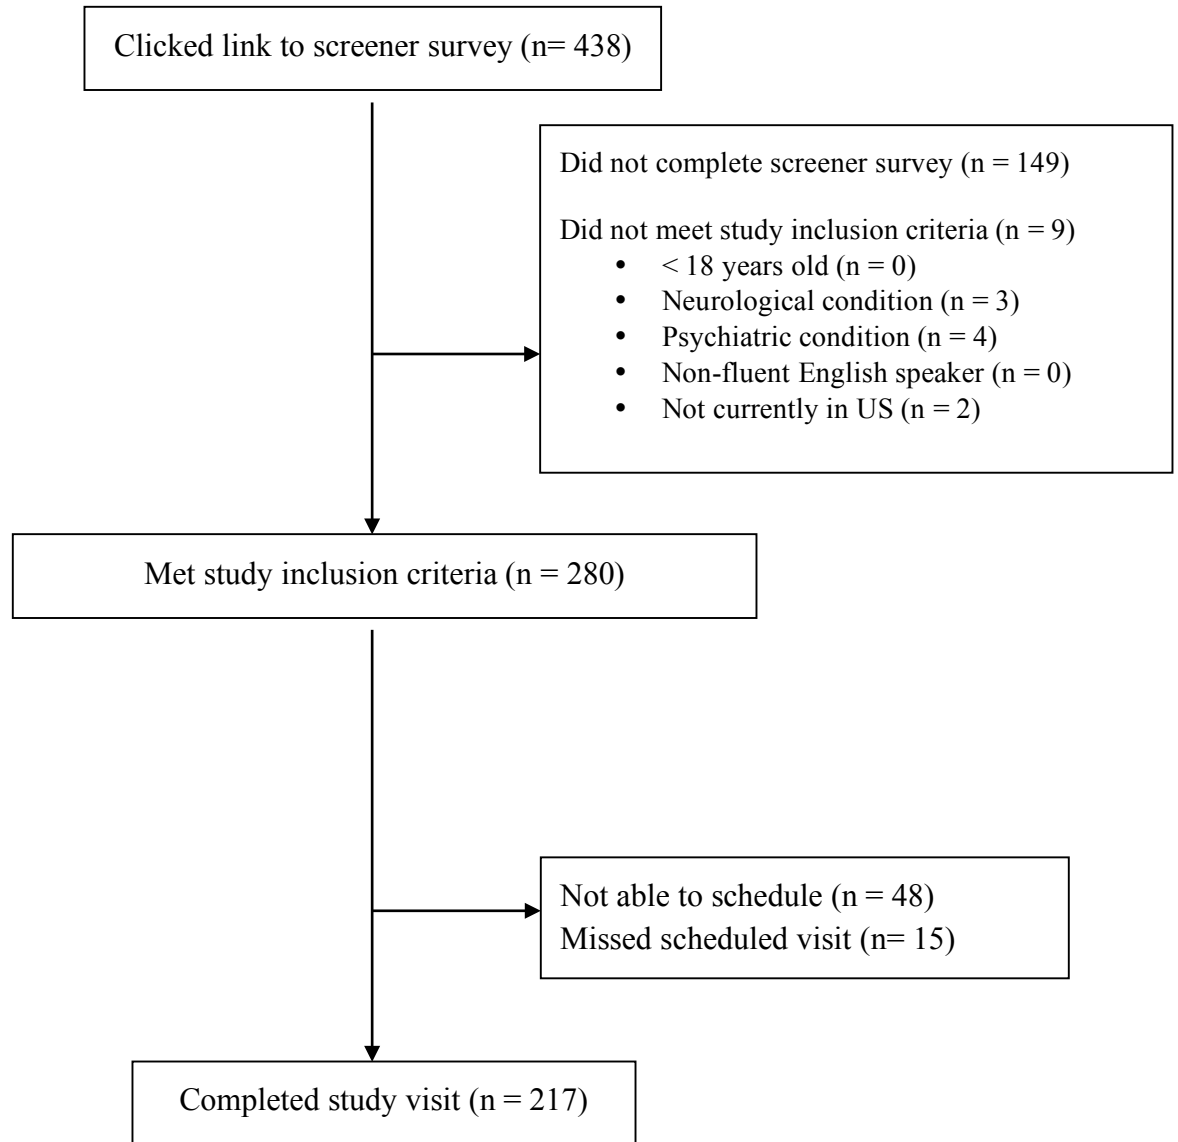 Clicked link to screener survey (n= 438)
Did not complete screener survey (n = 149)
Did not meet study inclusion criteria (n = 9)
• < 18 years old (n = 0)
• Neurological condition (n = 3)
• Psychiatric condition (n = 4)
• Non-fluent English speaker (n = 0)
• Not currently in US (n = 2)
Met study inclusion criteria (n = 280)
Not able to schedule (n = 48)
Missed scheduled visit (n= 15)
Completed study visit (n = 217)